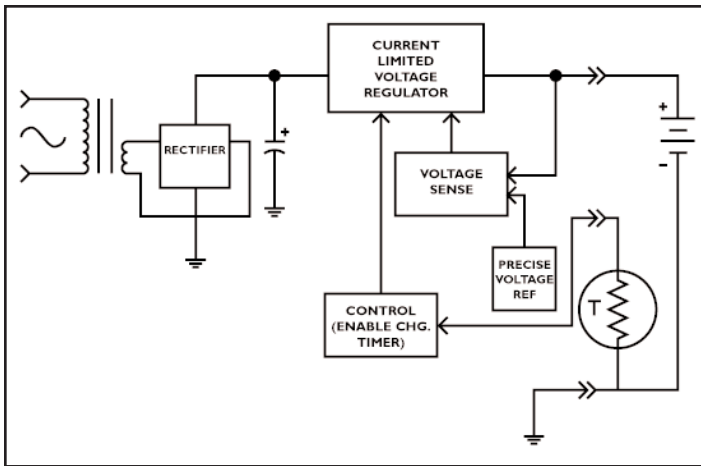 CURRENT
LIMITED
VOLTAGE
REGULATOR
+
RECTIFIER
+
VOLTAGE
SENSE
-
PRECISE
VOLTAGE
REF
CONTROL
(ENABLE CHG.
TIMER)
T